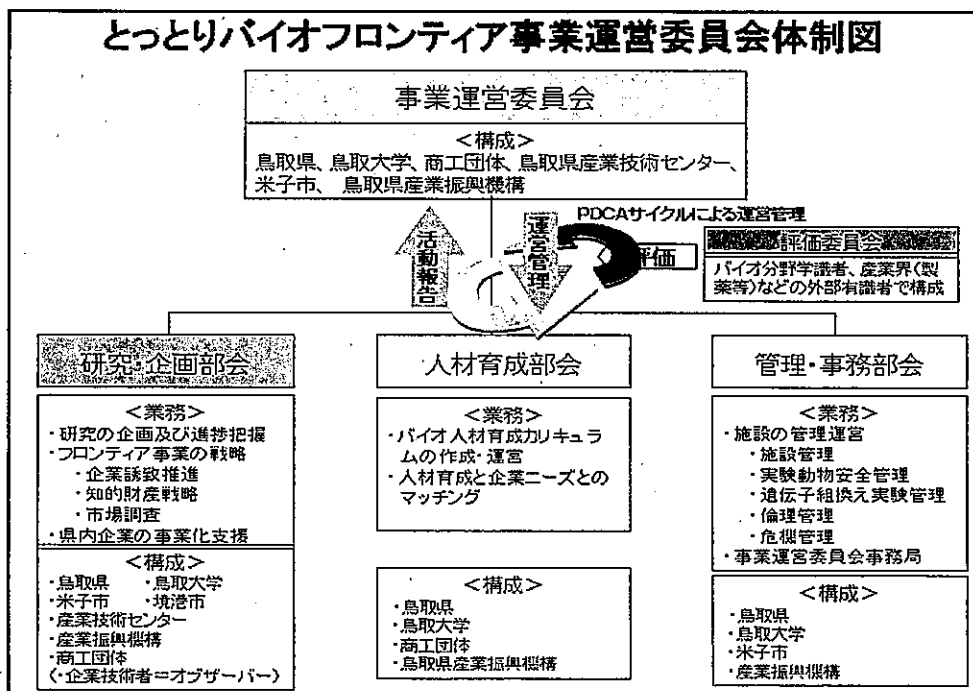 とっとりバイオフロンティア事業運営委員会体制図
事業運営委員会
＜構成＞
鳥取県、鳥取大学、商工団体、鳥取県産業技術センター、
米子市、 鳥取県産業振興機構
PDCAサイクルによる運営管理
活動報告
運営管理
評価
評価委員会
バイオ分野学識者、産業界（製
薬等）などの外部有識者で構成
研究・企画部会
＜業務＞
・研究の企画及び進捗把握
・フロンティア事業の戦略
・企業誘致推進
・知的財産戦略
・市場調査
・県内企業の事業化支援
＜構成＞
・鳥取県 ・鳥取大学
・米子市 ・境港市
・産業技術センター
・産業振興機構
・商工団体
（・企業技術者＝オブザーバー）
人材育成部会
＜業務＞
・バイオ人材育成カリキュラ
ムの作成・運営
・人材育成と企業ニーズとの
マッチング
＜構成＞
・鳥取県
・鳥取大学
・商工団体
・鳥取県産業振興機構
管理・事務部会
＜業務＞
・施設の管理運営
・施設管理
・実験動物安全管理
・遺伝子組換え実験管理
・倫理管理
・危機管理
・事業運営委員会事務局
＜構成＞
・鳥取県
・鳥取大学
・米子市
・産業振興機構